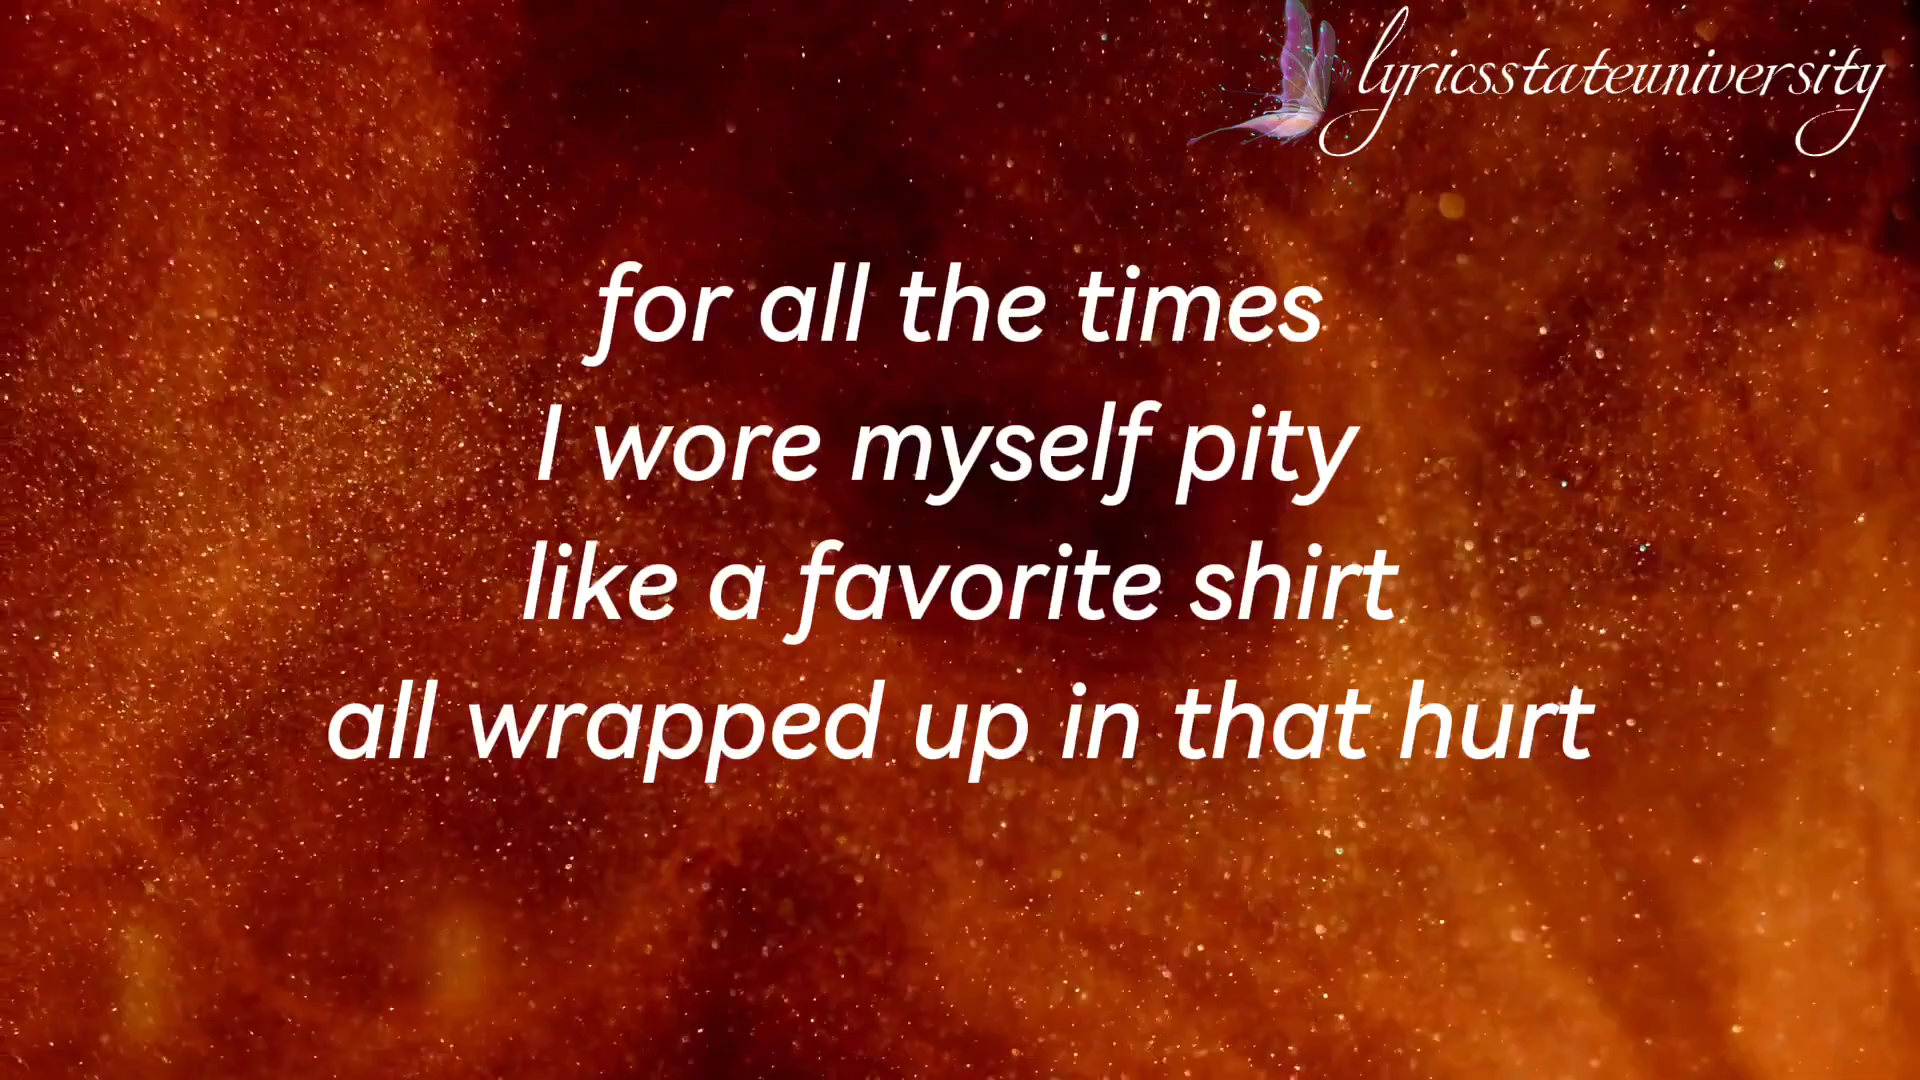 lyricsstateuniversity
for all the times
I wore myself pity
like a favorite shirt
all wrapped up in that hurt